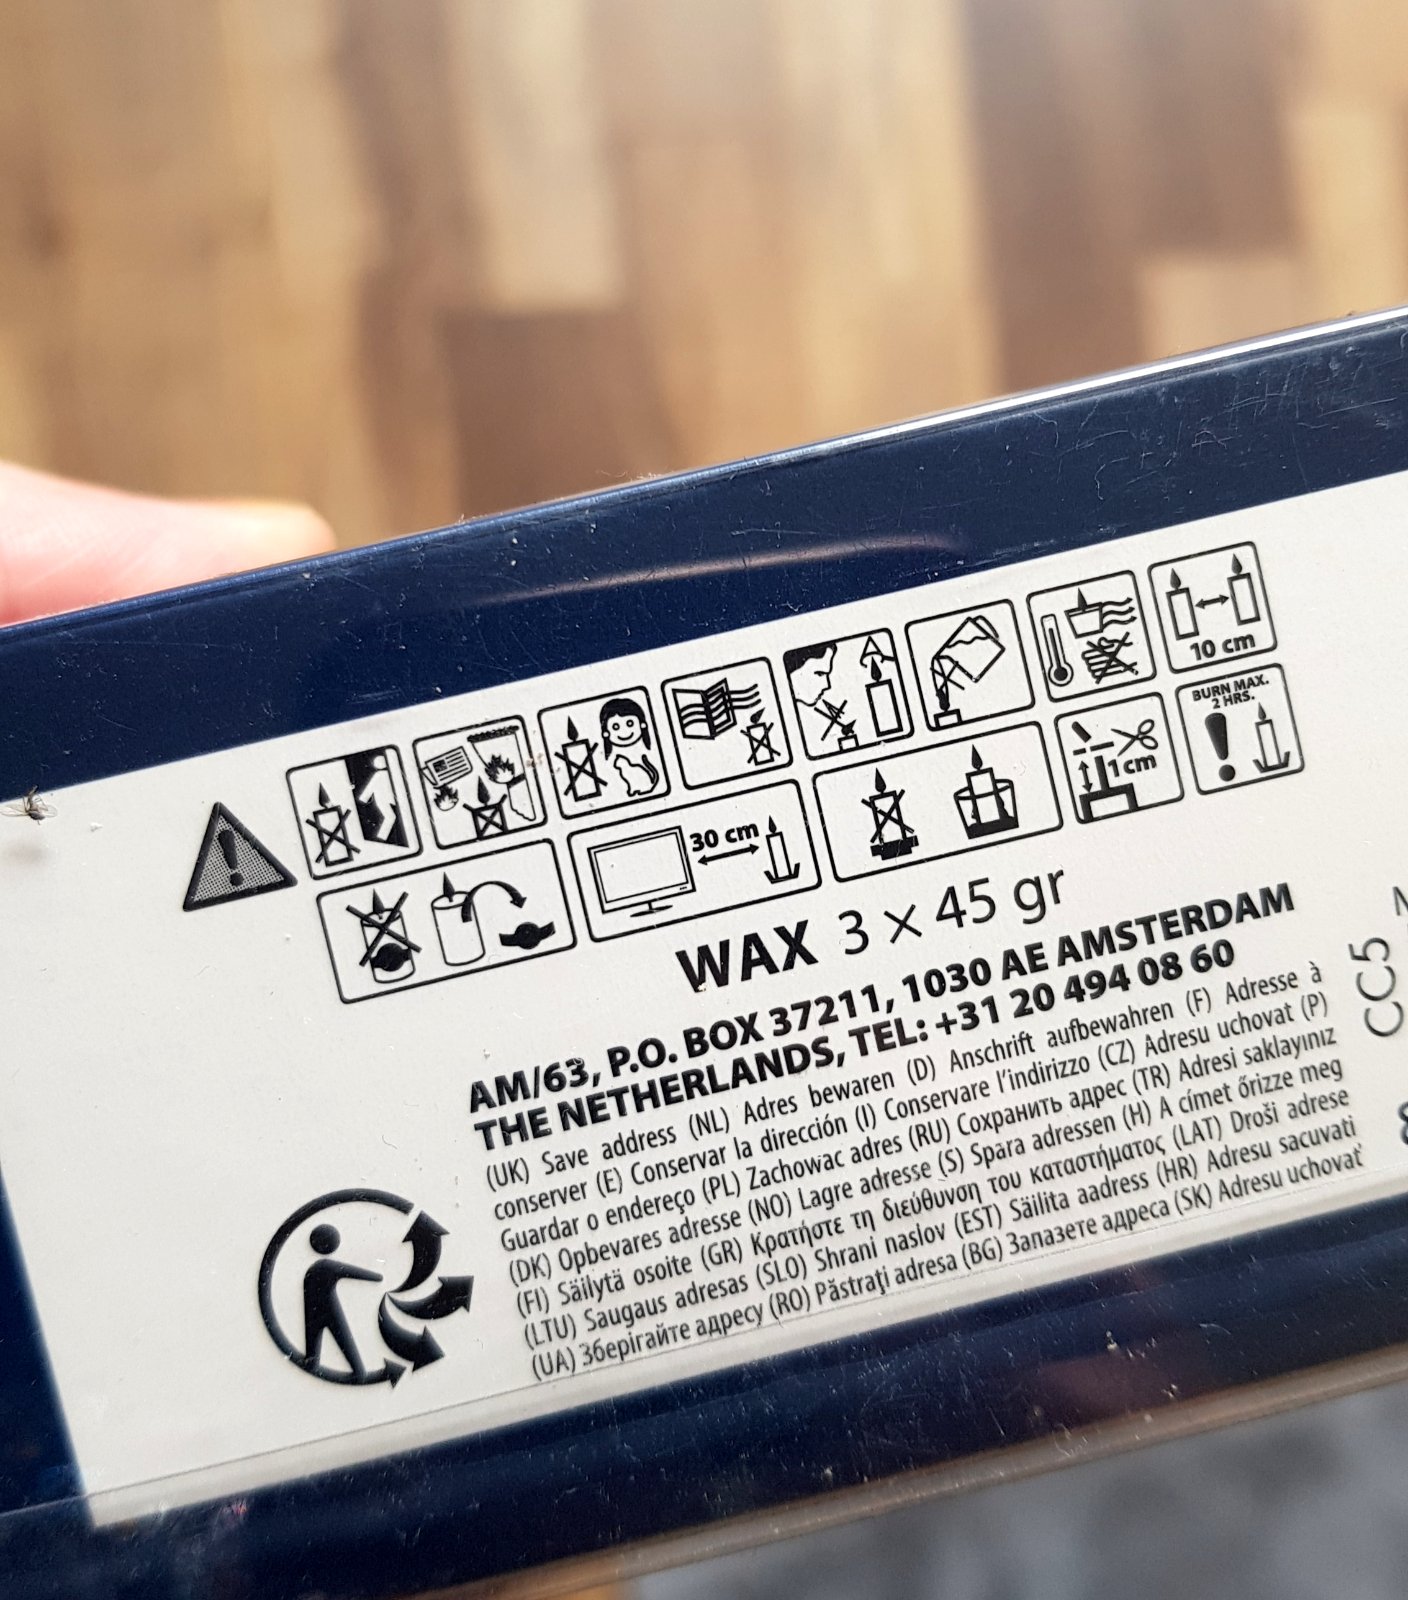 10 cm
BURN MAX.
2 HRS.
30 cm
1cm
WAX 3 x 45 gr
AM/63, P.O. BOX 37211, 1030 AE AMSTERDAM
THE NETHERLANDS, TEL: +31 20 494 08 60
(UK) Save address (NL) Adres bewaren (D) Anschrift aufbewahren (F) Adresse à
conserver (E) Conservar la dirección (I) Conservare l'indirizzo (CZ) Adresu uchovat (P)
Guardar o endereço (PL) Zachowac adres (RU) Сохранить адрес (TR) Adresi saklayınız
(DK) Opbevares adresse (NO) Lagre adresse (S) Spara adressen (H) A címet őrizze meg
(FI) Säilytä osoite (GR) Κρατήστε τη διεύθυνση του καταστήματος (LAT) Droši adrese
(LTU) Saugaus adresas (SLO) Shrani naslov (EST) Säilita aadress (HR) Adresu sacuvati
(UA) Зберігайте адресу (RO) Păstraţi adresa (BG) Запазете адреса (SK) Adresu uchovať
CC5